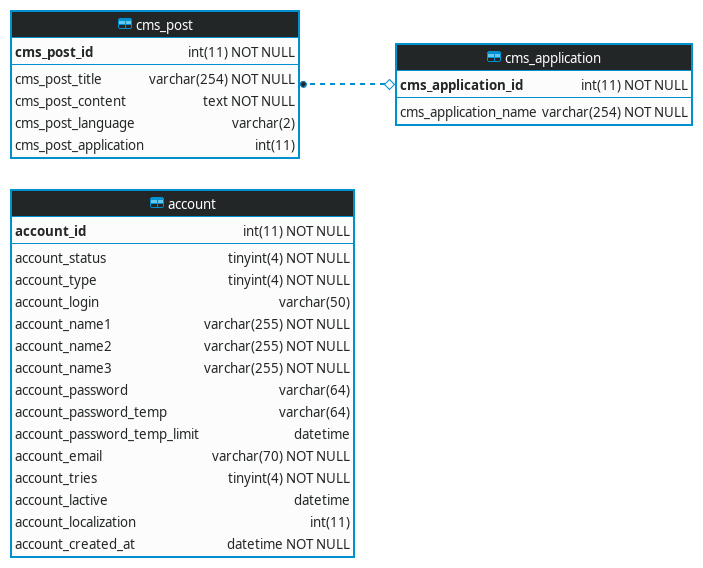 cms_post
cms_post_id int(11) NOT NULL
cms_post_title varchar(254) NOT NULL
cms_post_content text NOT NULL
cms_post_language varchar(2)
cms_post_application int(11)
cms_application
cms_application_id int(11) NOT NULL
cms_application_name varchar(254) NOT NULL
account
account_id int(11) NOT NULL
account_status tinyint(4) NOT NULL
account_type tinyint(4) NOT NULL
account_login varchar(50)
account_name1 varchar(255) NOT NULL
account_name2 varchar(255) NOT NULL
account_name3 varchar(255) NOT NULL
account_password varchar(64)
account_password_temp varchar(64)
account_password_temp_limit datetime
account_email varchar(70) NOT NULL
account_tries tinyint(4) NOT NULL
account_lactive datetime
account_localization int(11)
account_created_at datetime NOT NULL